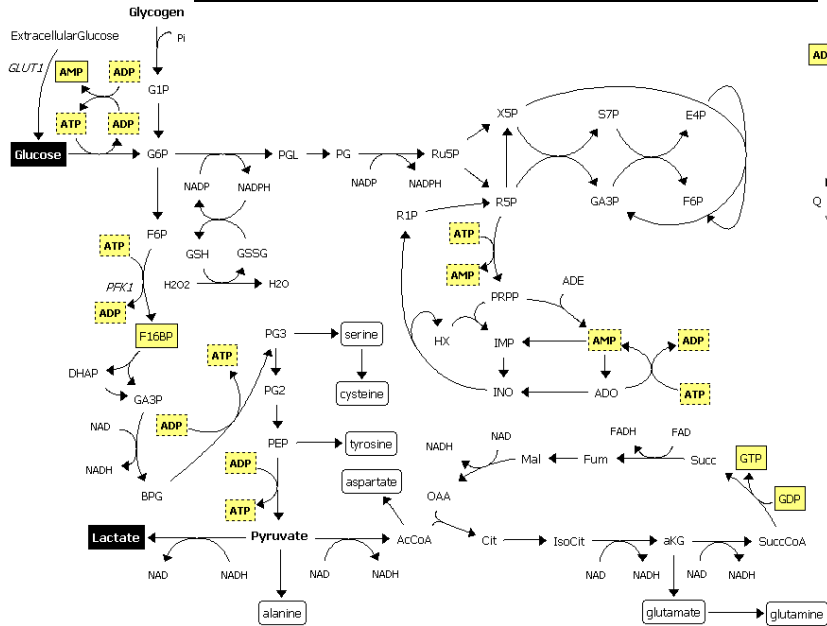 Glycogen
ExtracellularGlucose
Pi
GLUT1
AMP
ADP
AD
G1P
ATP
ADP
X5P
S7P
E4P
Glucose
G6P
PGL
PG
Ru5P
NADP
NADPH
NADP
NADPH
R5P
GA3P
F6P
Q
R1P
F6P
ATP
ATP
GSH
GSSG
AMP
H2O2
H2O
ADE
PFK1
PRPP
ADP
F16BP
PG3
serine
HX
IMP
AMP
ADP
ATP
DHAP
GA3P
PG2
cysteine
INO
ADO
ATP
ADP
NAD
NADH
PEP
tyrosine
NADH
NAD
FADH
FAD
ADP
Mal
Fum
Succ
GTP
aspartate
BPG
OAA
GDP
ATP
Lactate
Pyruvate
AcCoA
Cit
IsoCit
aKG
SuccCoA
NAD
NADH
NAD
NADH
NAD
NADH
NAD
NADH
alanine
glutamate
glutamine